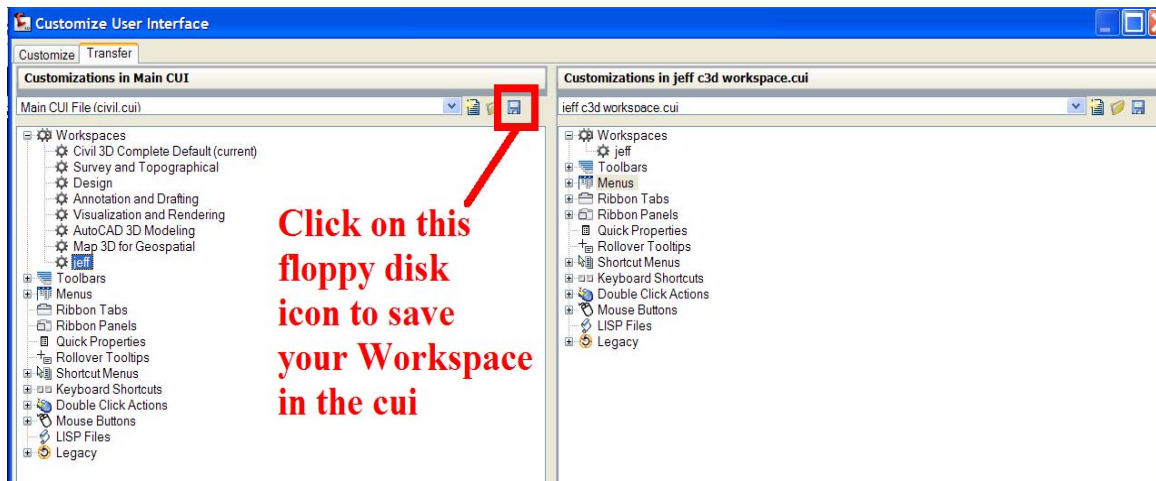 Customize User Interface
Customize Transfer
Customizations in Main CUI
Main CUI File (civil.cui)
Workspaces
Civil 3D Complete Default (current)
Survey and Topographical
Design
Annotation and Drafting
Visualization and Rendering
AutoCAD 3D Modeling
Map 3D for Geospatial
jeff
Toolbars
Menus
Ribbon Tabs
Ribbon Panels
Quick Properties
Rollover Tooltips
Shortcut Menus
Keyboard Shortcuts
Double Click Actions
Mouse Buttons
LISP Files
Legacy
Click on this
floppy disk
icon to save
your Workspace
in the cui
Customizations in jeff c3d workspace.cui
jeff c3d workspace.cui
Workspaces
jeff
Toolbars
Menus
Ribbon Tabs
Ribbon Panels
Quick Properties
Rollover Tooltips
Shortcut Menus
Keyboard Shortcuts
Double Click Actions
Mouse Buttons
LISP Files
Legacy